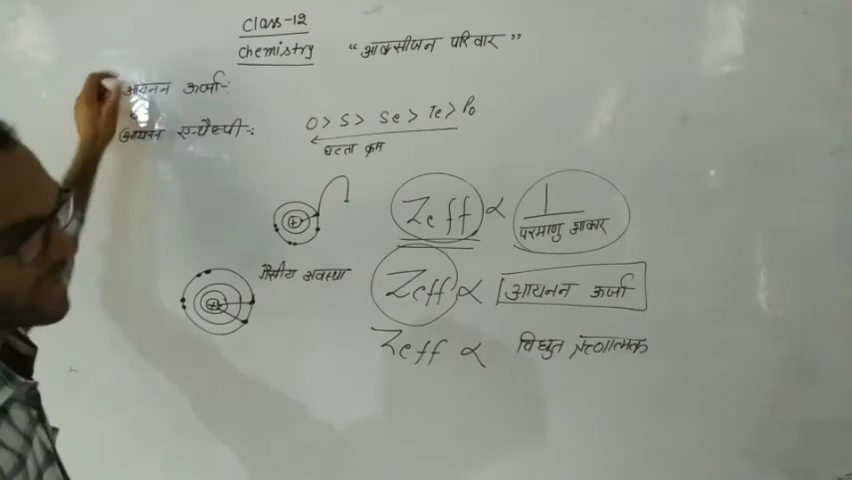 Class-12
Chemistry "आक्सीजन परिवार"
आयनन ऊर्जा-:
आयनन एन्थैल्पी-:
O > S > Se > Te > Po
घटता क्रम
Zeff ∝ 1/परमाणु आकार
गैसीय अवस्था
Zeff ∝ आयनन ऊर्जा
Zeff ∝ विधुत ऋणात्मक